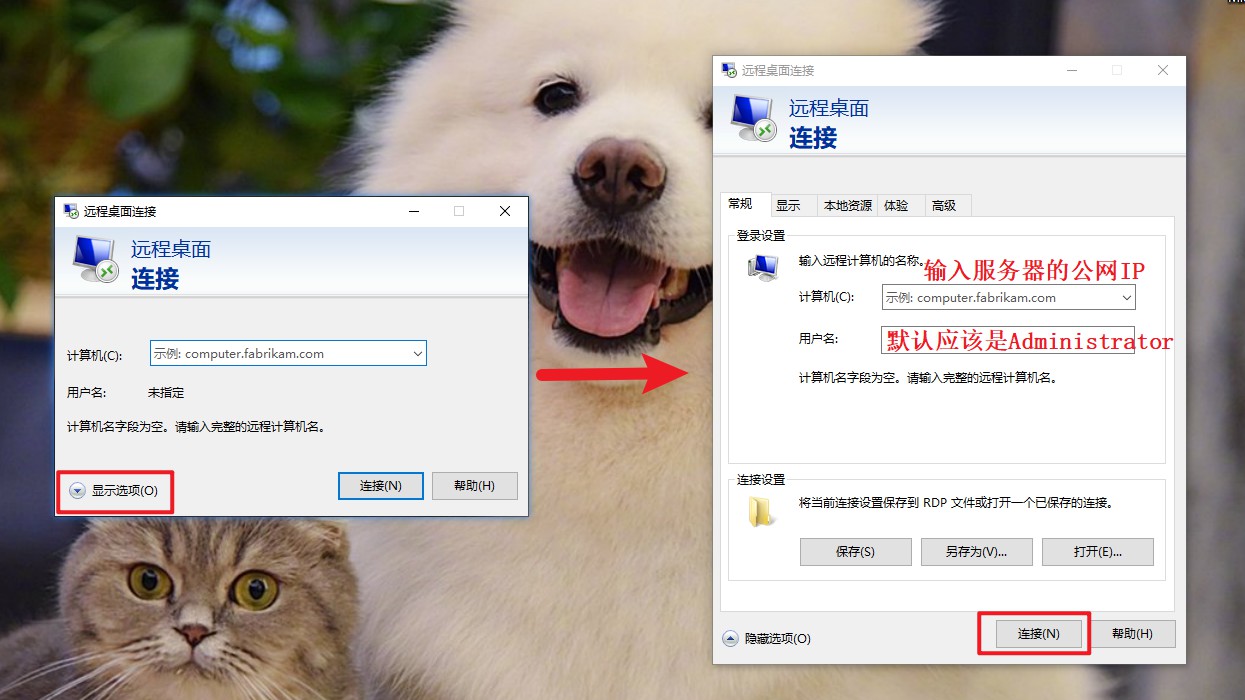 远程桌面连接
远程桌面
连接
计算机(C):
示例: computer.fabrikam.com
用户名:
未指定
计算机名字段为空。请输入完整的远程计算机名。
显示选项(O)
连接(N)
帮助(H)
远程桌面连接
远程桌面
连接
常规
显示
本地资源
体验
高级
登录设置
输入远程计算机的名称。
输入服务器的公网IP
计算机(C):
示例: computer.fabrikam.com
用户名:
默认应该是Administrator
计算机名字段为空。请输入完整的远程计算机名。
连接设置
将当前连接设置保存到 RDP 文件或打开一个已保存的连接。
保存(S)
另存为(V)...
打开(E)...
隐藏选项(O)
连接(N)
帮助(H)